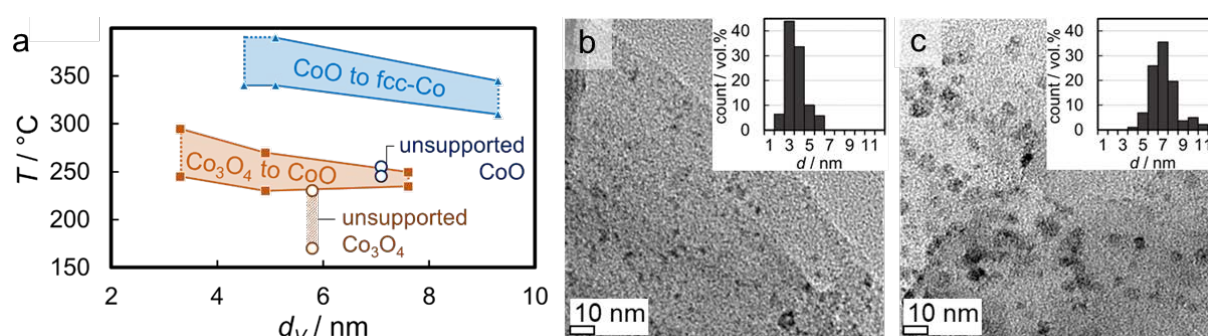 a
T / °C
350
300
250
200
150
CoO to fcc-Co
Co₃O₄ to CoO
unsupported
CoO
unsupported
Co₃O₄
2
4
6
8
10
d_V / nm
b
count / vol.%
40
30
20
10
0
1 3 5 7 9 11
d / nm
10 nm
c
count / vol.%
40
30
20
10
0
1 3 5 7 9 11
d / nm
10 nm